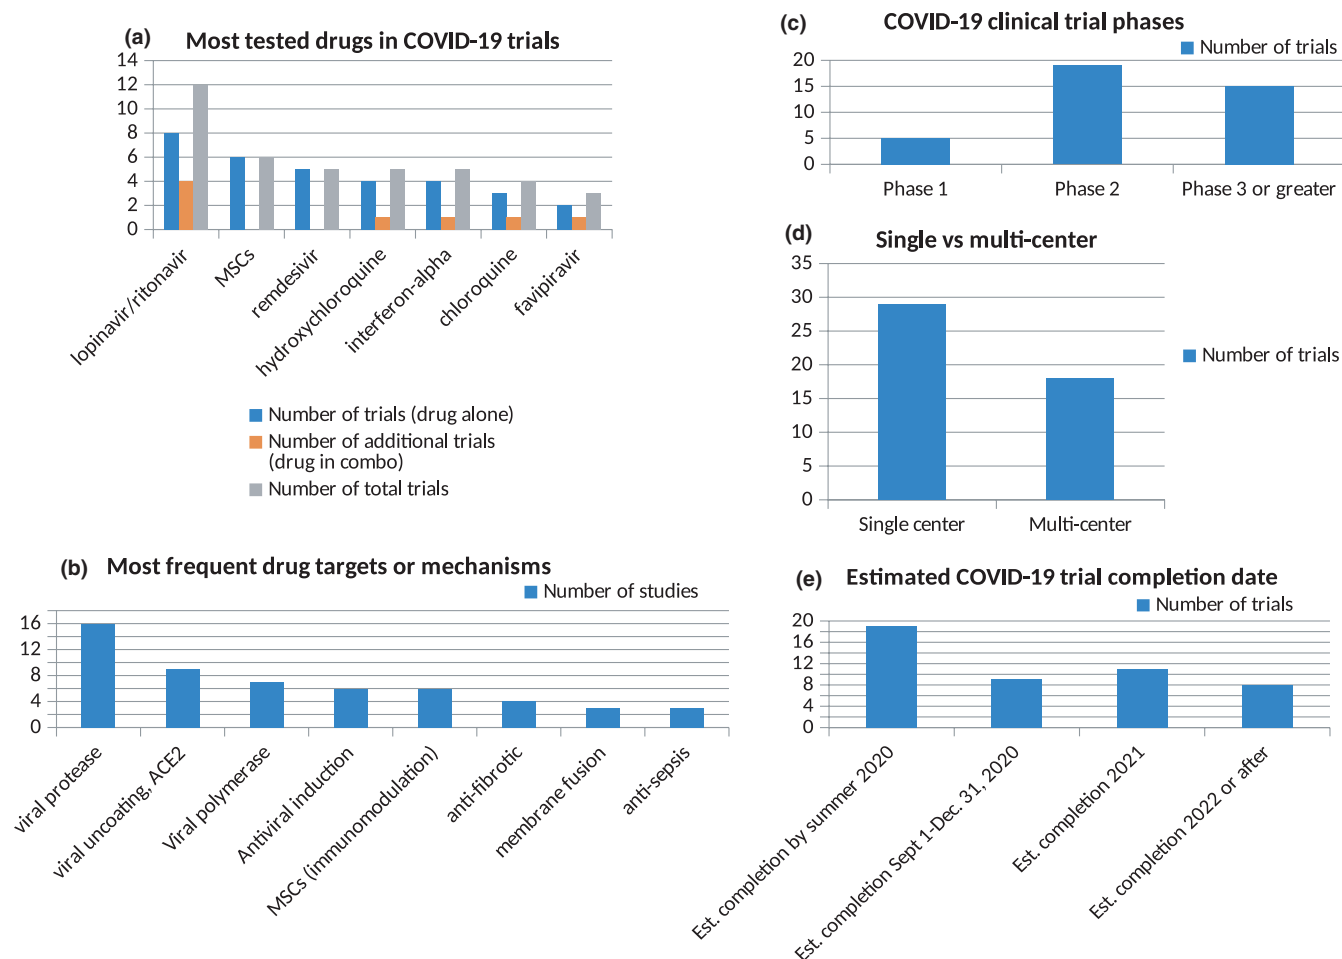 (a) Most tested drugs in COVID-19 trials
14
12
10
8
6
4
2
0
lopinavir/ritonavir
MSCs
remdesivir
hydroxychloroquine
interferon-alpha
chloroquine
favipiravir
Number of trials (drug alone)
Number of additional trials
(drug in combo)
Number of total trials
(b) Most frequent drug targets or mechanisms
Number of studies
16
12
8
4
0
viral protease
viral uncoating, ACE2
Viral polymerase
Antiviral induction
MSCs (immunomodulation)
anti-fibrotic
membrane fusion
anti-sepsis
(c) COVID-19 clinical trial phases
Number of trials
20
15
10
5
0
Phase 1
Phase 2
Phase 3 or greater
(d) Single vs multi-center
35
30
25
20
15
10
5
0
Single center
Multi-center
Number of trials
(e) Estimated COVID-19 trial completion date
Number of trials
20
16
12
8
4
0
Est. completion by summer 2020
Est. completion Sept 1-Dec. 31, 2020
Est. completion 2021
Est. completion 2022 or after